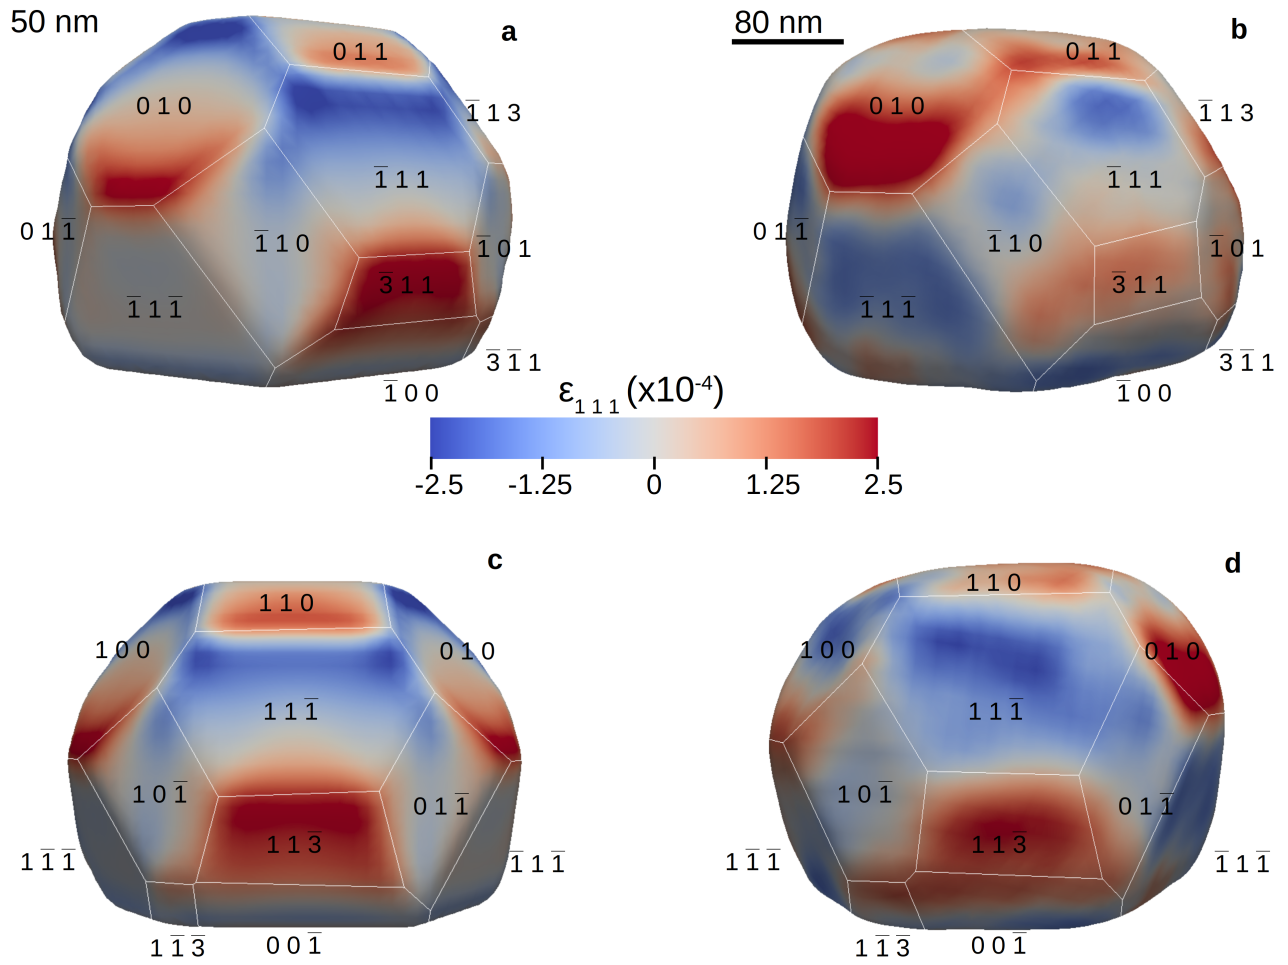 50 nm
a
0 1 1
0 1 0
1̅ 1 3
1̅ 1 1
0 1 1̅
1̅ 1 0
1̅ 0 1
3̅ 1 1
1̅ 1 1̅
3̅ 1̅ 1
1̅ 0 0
80 nm
b
0 1 1
0 1 0
1̅ 1 3
1̅ 1 1
0 1 1̅
1̅ 1 0
1̅ 0 1
3̅ 1 1
1̅ 1 1̅
3̅ 1̅ 1
1̅ 0 0
ε₁ ₁ ₁ (x10⁻⁴)
-2.5 -1.25 0 1.25 2.5
c
1 1 0
1 0 0
0 1 0
1 1 1̅
1 0 1̅
0 1 1̅
1 1 3̅
1 1̅ 1̅
1̅ 1 1̅
1 1̅ 3̅
0 0 1̅
d
1 1 0
1 0 0
0 1 0
1 1 1̅
1 0 1̅
0 1 1̅
1 1 3̅
1 1̅ 1̅
1̅ 1 1̅
1 1̅ 3̅
0 0 1̅